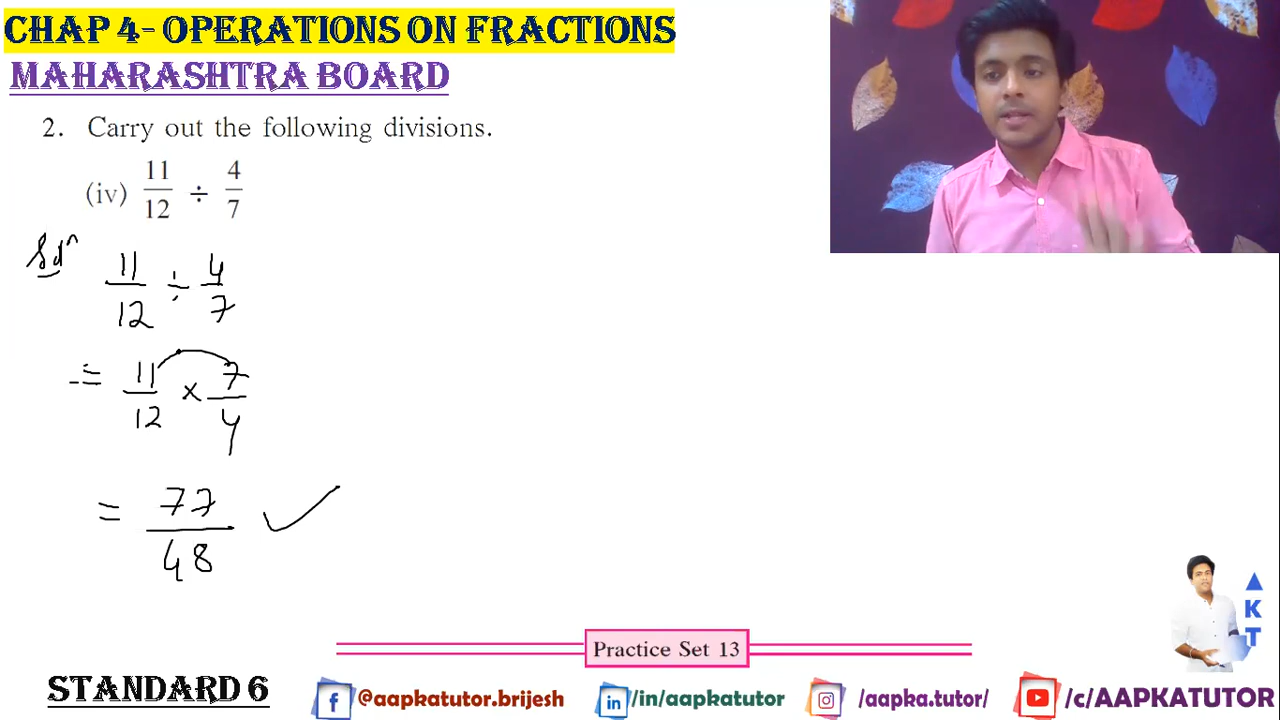 CHAP 4- OPERATIONS ON FRACTIONS
MAHARASHTRA BOARD
2. Carry out the following divisions.
(iv) 11/12 ÷ 4/7
Solⁿ 11/12 ÷ 4/7
= 11/12 × 7/4
= 77/48 ✓
Practice Set 13
STANDARD 6
@aapkatutor.brijesh
/in/aapkatutor
/aapka.tutor/
/c/AAPKATUTOR
AKT